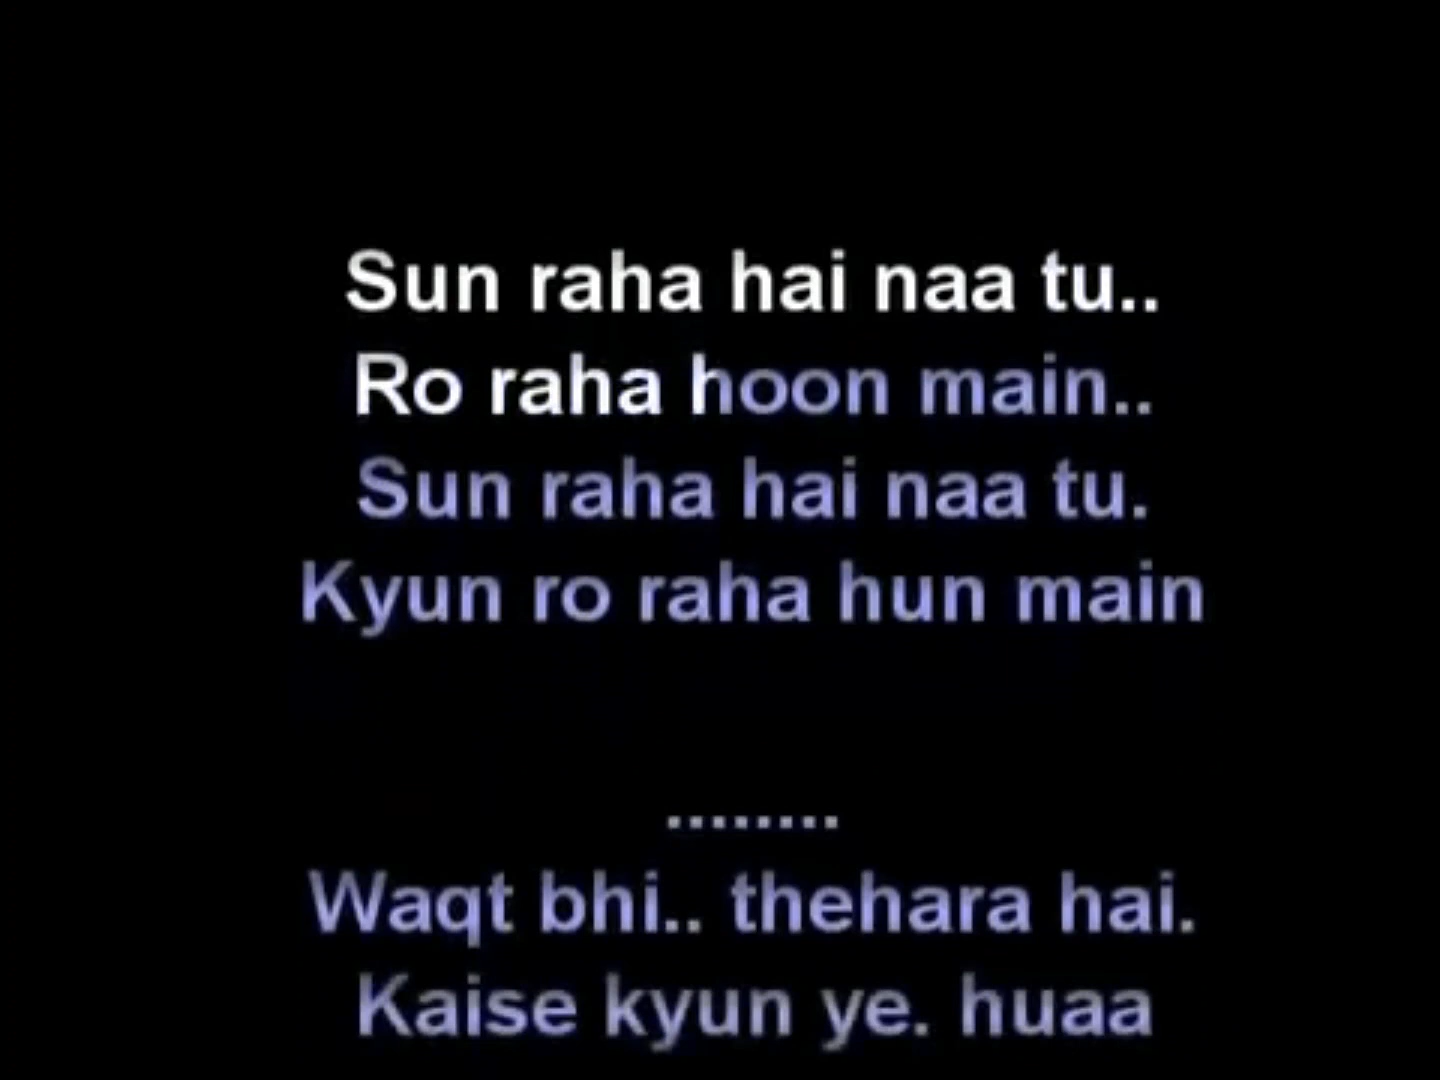 Sun raha hai naa tu..
Ro raha hoon main..
Sun raha hai naa tu.
Kyun ro raha hun main
........
Waqt bhi.. thehara hai.
Kaise kyun ye. huaa